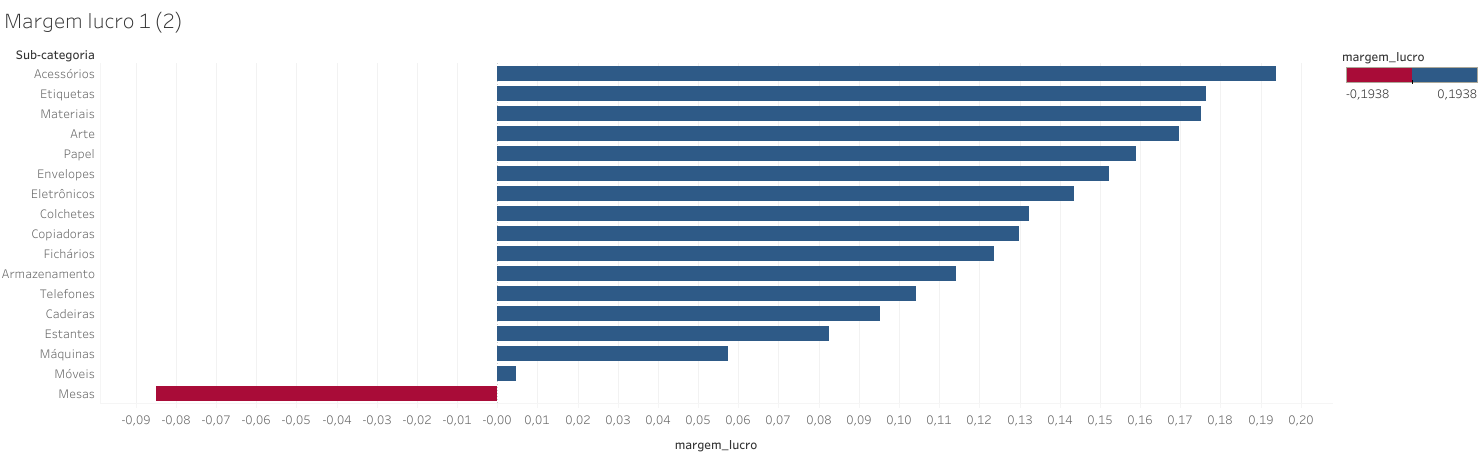 Margem lucro 1 (2)
Sub-categoria
Acessórios
Etiquetas
Materiais
Arte
Papel
Envelopes
Eletrônicos
Colchetes
Copiadoras
Fichários
Armazenamento
Telefones
Cadeiras
Estantes
Máquinas
Móveis
Mesas
-0,09 -0,08 -0,07 -0,06 -0,05 -0,04 -0,03 -0,02 -0,01 -0,00 0,01 0,02 0,03 0,04 0,05 0,06 0,07 0,08 0,09 0,10 0,11 0,12 0,13 0,14 0,15 0,16 0,17 0,18 0,19 0,20
margem_lucro
margem_lucro
-0,1938 0,1938